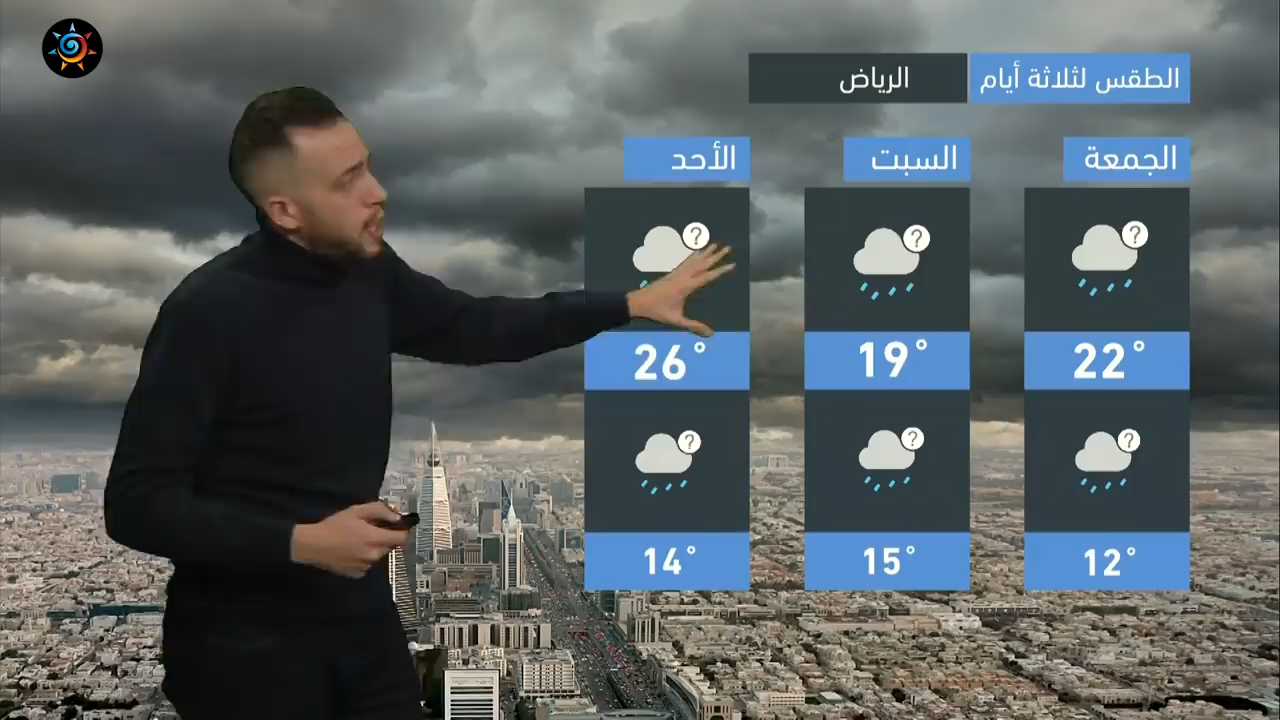 الطقس لثلاثة أيام
الرياض
الجمعة
السبت
الأحد
? ? ?
22° 19° 26°
? ? ?
12° 15° 14°